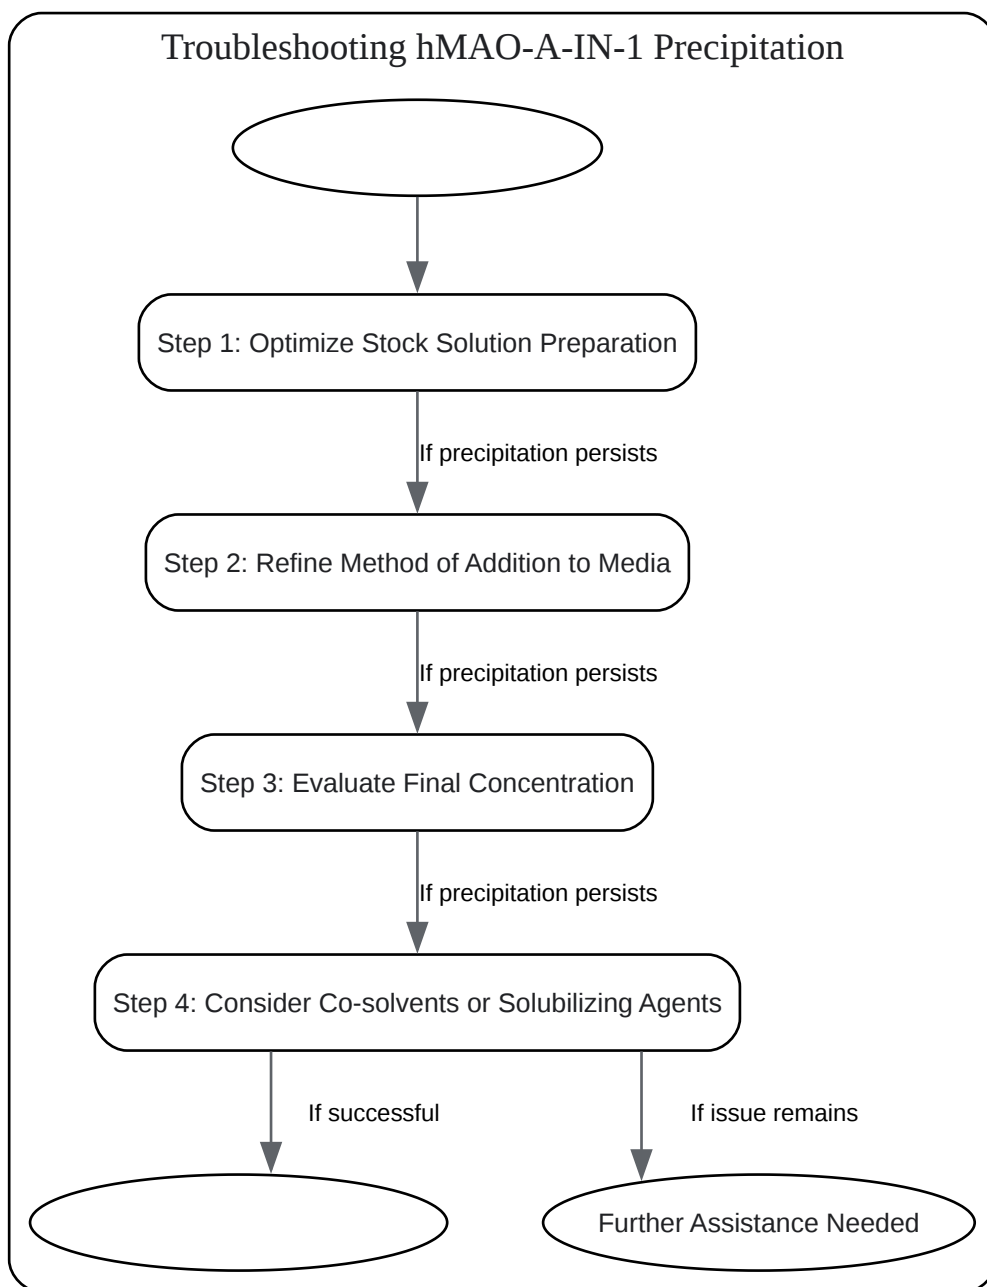 Troubleshooting hMAO-A-IN-1 Precipitation
Step 1: Optimize Stock Solution Preparation
If precipitation persists
Step 2: Refine Method of Addition to Media
If precipitation persists
Step 3: Evaluate Final Concentration
If precipitation persists
Step 4: Consider Co-solvents or Solubilizing Agents
If successful
If issue remains
Further Assistance Needed